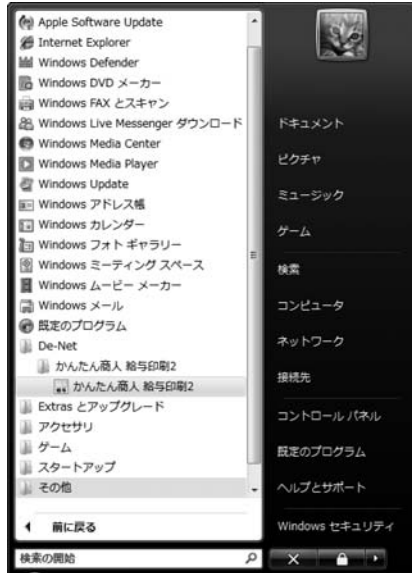 Apple Software Update
Internet Explorer
Windows Defender
Windows DVD メーカー
Windows FAX とスキャン
Windows Live Messenger ダウンロード
Windows Media Center
Windows Media Player
Windows Update
Windows アドレス帳
Windows カレンダー
Windows フォト ギャラリー
Windows ミーティング スペース
Windows ムービー メーカー
Windows メール
既定のプログラム
De-Net
かんたん商人 給与印刷2
かんたん商人 給与印刷2
Extras とアップグレード
アクセサリ
ゲーム
スタートアップ
その他
前に戻る
検索の開始
ドキュメント
ピクチャ
ミュージック
ゲーム
検索
コンピュータ
ネットワーク
接続先
コントロール パネル
既定のプログラム
ヘルプとサポート
Windows セキュリティ